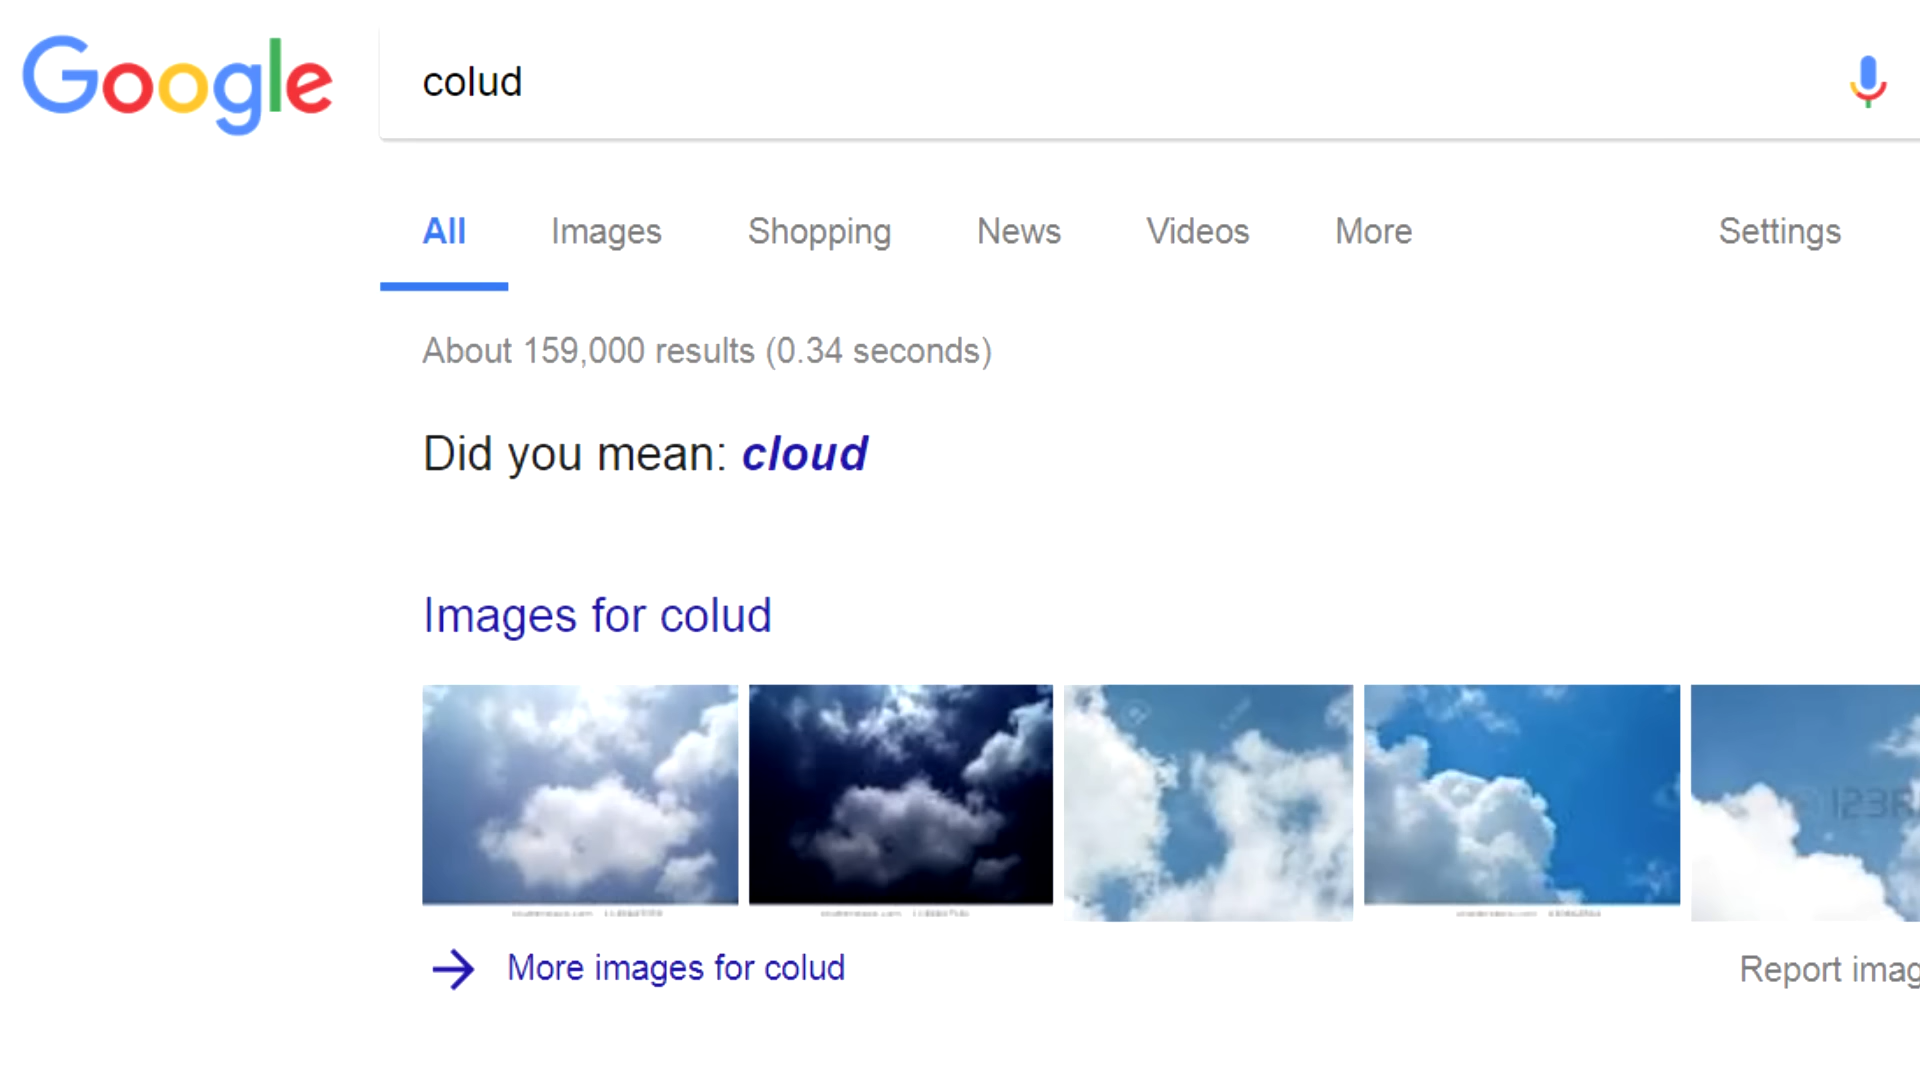 Google
colud
All Images Shopping News Videos More Settings
About 159,000 results (0.34 seconds)
Did you mean: cloud
Images for colud
123R
More images for colud
Report imag